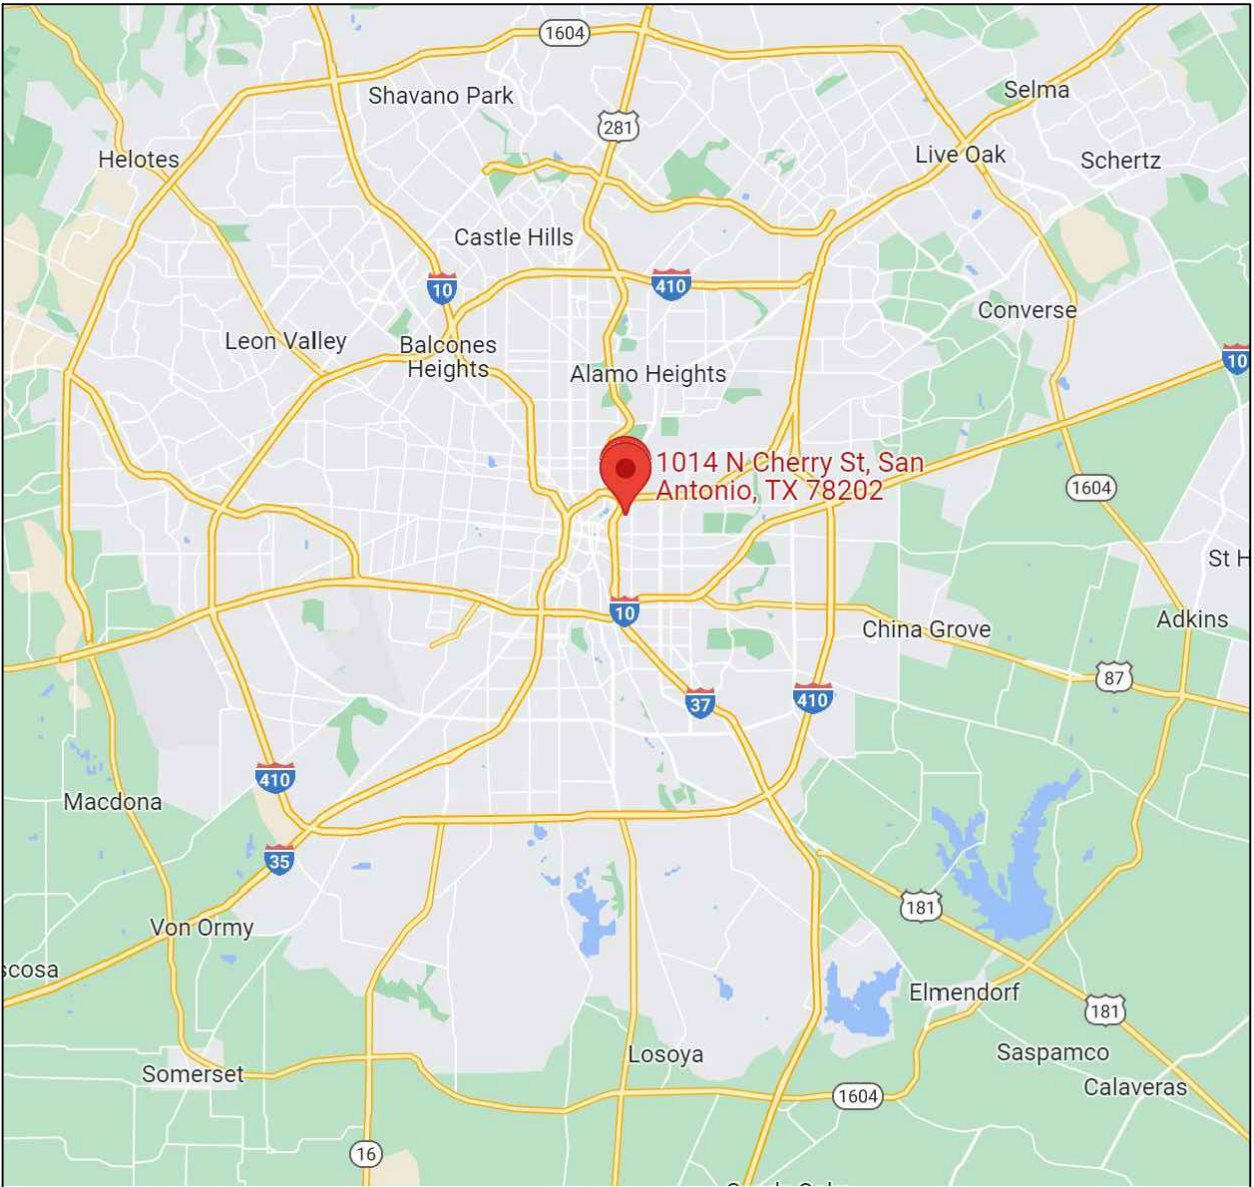 1604
Shavano Park
Selma
281
Helotes
Live Oak
Schertz
Castle Hills
10
410
Converse
Leon Valley
Balcones
Heights
10
Alamo Heights
1014 N Cherry St, San
Antonio, TX 78202
1604
St H
10
China Grove
Adkins
87
37
410
410
Macdona
35
181
Von Ormy
scosa
Elmendorf
181
Losoya
Saspamco
Somerset
Calaveras
1604
16